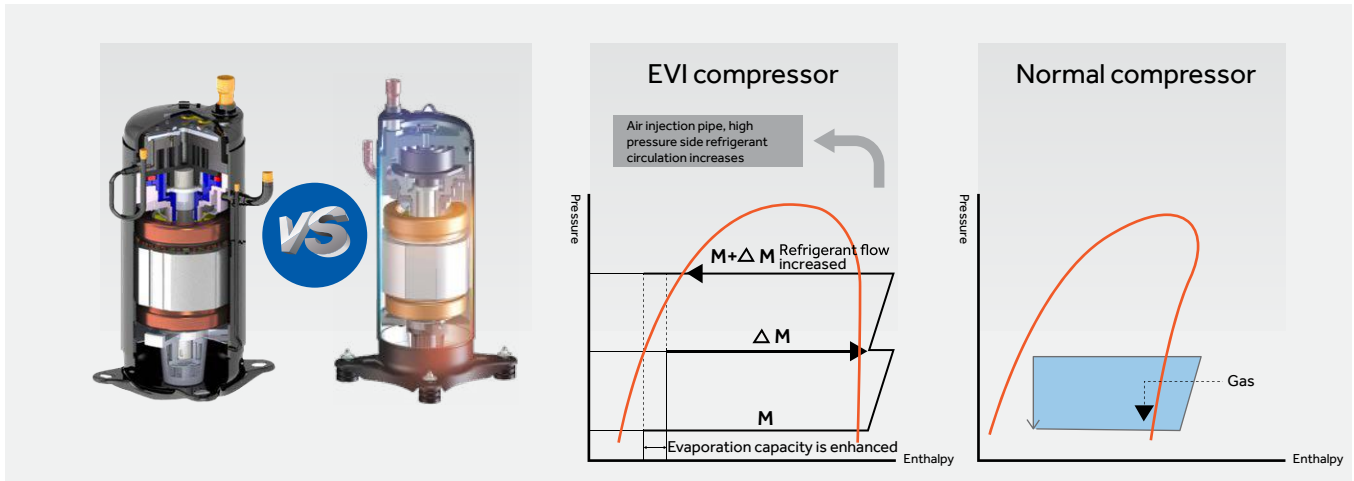 VS
EVI compressor
Air injection pipe, high
pressure side refrigerant
circulation increases
Pressure
M+△ M Refrigerant flow
increased
△ M
M
Evaporation capacity is enhanced
Enthalpy
Normal compressor
Pressure
Gas
Enthalpy